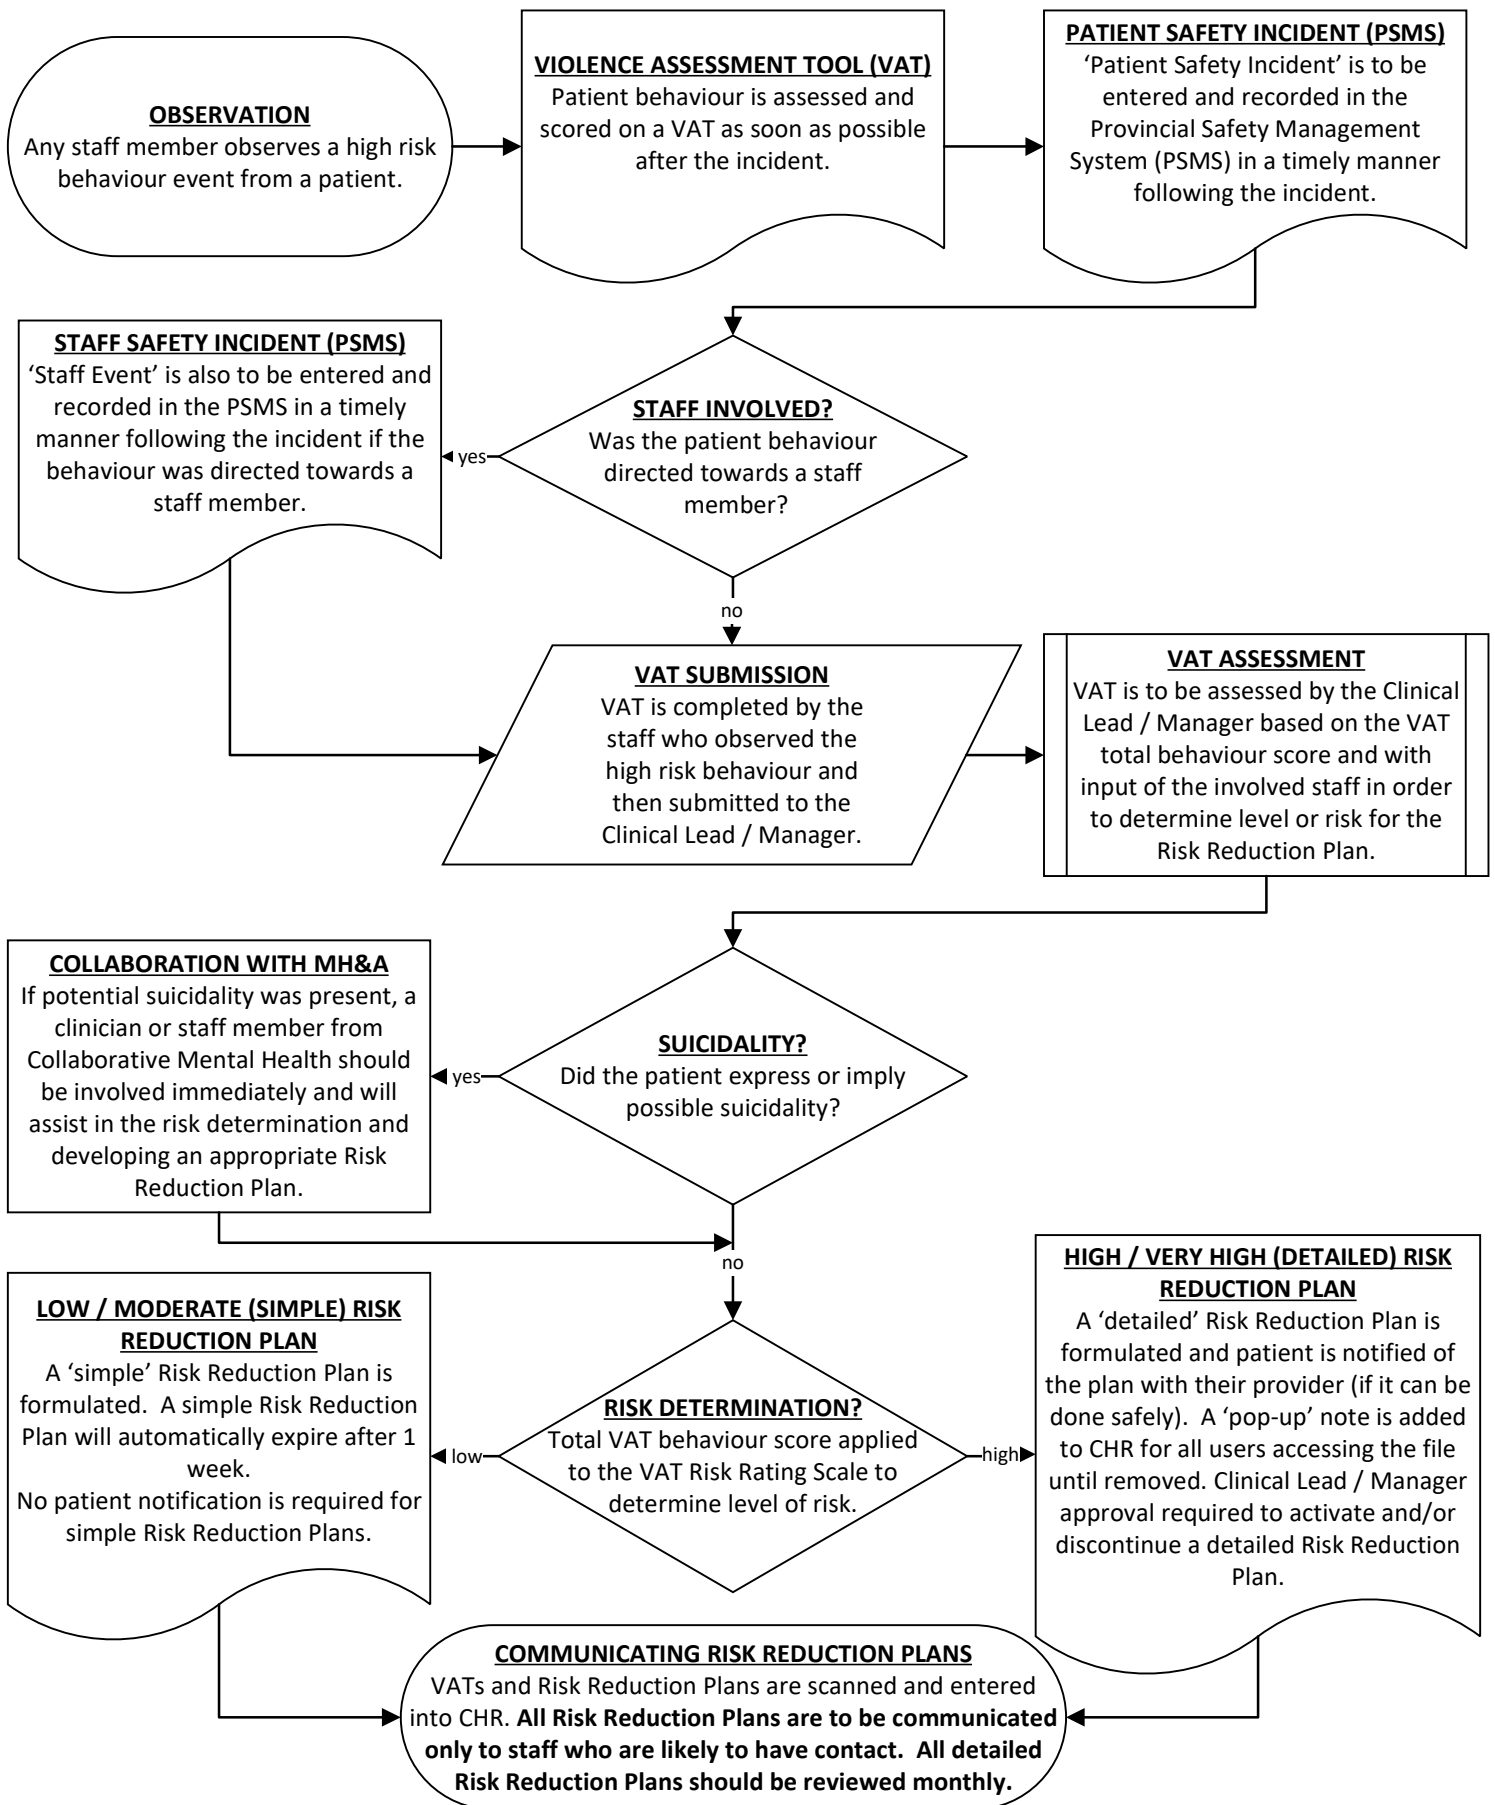 OBSERVATION
Any staff member observes a high risk
behaviour event from a patient.
VIOLENCE ASSESSMENT TOOL (VAT)
Patient behaviour is assessed and
scored on a VAT as soon as possible
after the incident.
PATIENT SAFETY INCIDENT (PSMS)
‘Patient Safety Incident’ is to be
entered and recorded in the
Provincial Safety Management
System (PSMS) in a timely manner
following the incident.
STAFF SAFETY INCIDENT (PSMS)
‘Staff Event’ is also to be entered and
recorded in the PSMS in a timely
manner following the incident if the
behaviour was directed towards a
staff member.
yes
STAFF INVOLVED?
Was the patient behaviour
directed towards a staff
member?
no
VAT SUBMISSION
VAT is completed by the
staff who observed the
high risk behaviour and
then submitted to the
Clinical Lead / Manager.
VAT ASSESSMENT
VAT is to be assessed by the Clinical
Lead / Manager based on the VAT
total behaviour score and with
input of the involved staff in order
to determine level or risk for the
Risk Reduction Plan.
COLLABORATION WITH MH&A
If potential suicidality was present, a
clinician or staff member from
Collaborative Mental Health should
be involved immediately and will
assist in the risk determination and
developing an appropriate Risk
Reduction Plan.
yes
SUICIDALITY?
Did the patient express or imply
possible suicidality?
no
LOW / MODERATE (SIMPLE) RISK
REDUCTION PLAN
A ‘simple’ Risk Reduction Plan is
formulated.  A simple Risk Reduction
Plan will automatically expire after 1
week.
No patient notification is required for
simple Risk Reduction Plans.
low
RISK DETERMINATION?
Total VAT behaviour score applied
to the VAT Risk Rating Scale to
determine level of risk.
high
HIGH / VERY HIGH (DETAILED) RISK
REDUCTION PLAN
A ‘detailed’ Risk Reduction Plan is
formulated and patient is notified of
the plan with their provider (if it can be
done safely).  A ‘pop-up’ note is added
to CHR for all users accessing the file
until removed. Clinical Lead / Manager
approval required to activate and/or
discontinue a detailed Risk Reduction
Plan.
COMMUNICATING RISK REDUCTION PLANS
VATs and Risk Reduction Plans are scanned and entered
into CHR. All Risk Reduction Plans are to be communicated
only to staff who are likely to have contact.  All detailed
Risk Reduction Plans should be reviewed monthly.